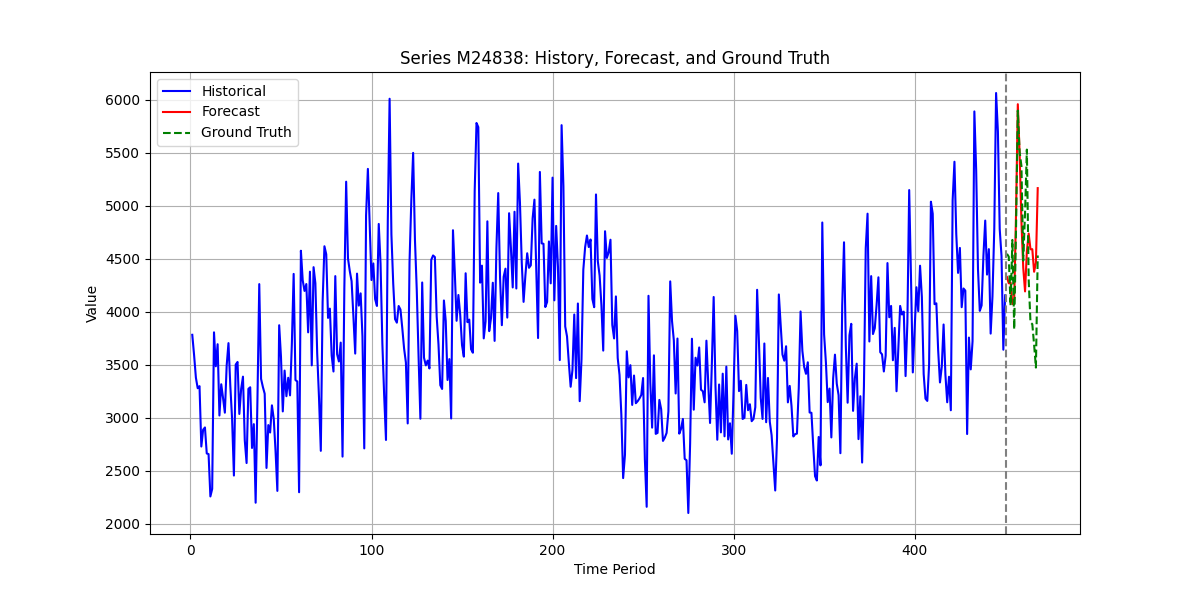 Series M24838: History, Forecast, and Ground Truth
Historical
Forecast
Ground Truth
6000
5500
5000
4500
4000
3500
3000
2500
2000
Value
0 100 200 300 400
Time Period